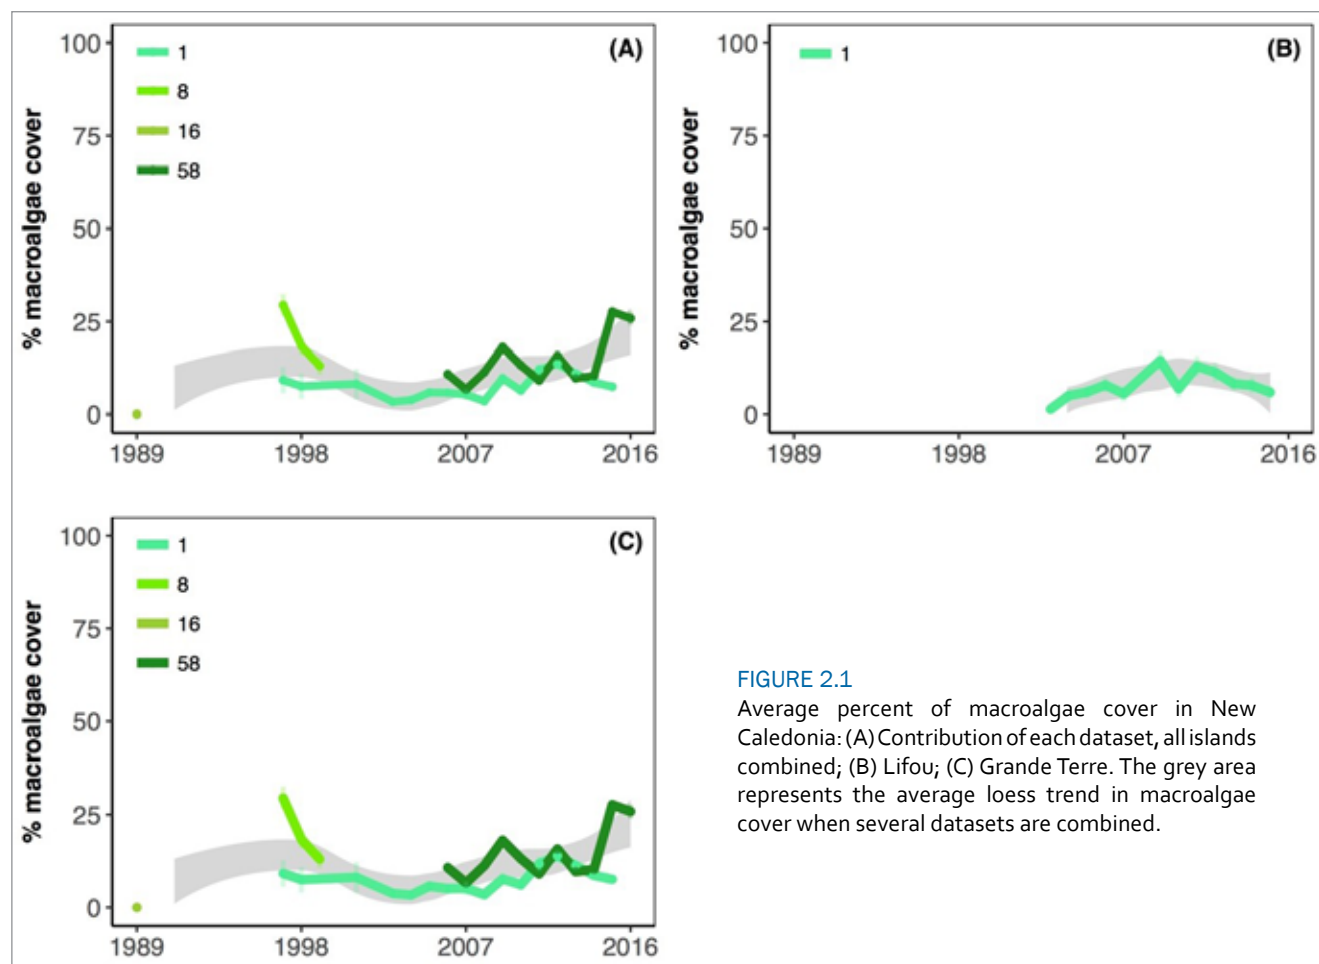 (A)
% macroalgae cover
100
75
50
25
0
1
8
16
58
1989 1998 2007 2016
(B)
% macroalgae cover
100
75
50
25
0
1
1989 1998 2007 2016
(C)
% macroalgae cover
100
75
50
25
0
1
8
16
58
1989 1998 2007 2016
FIGURE 2.1
Average percent of macroalgae cover in New
Caledonia: (A) Contribution of each dataset, all islands
combined; (B) Lifou; (C) Grande Terre. The grey area
represents the average loess trend in macroalgae
cover when several datasets are combined.